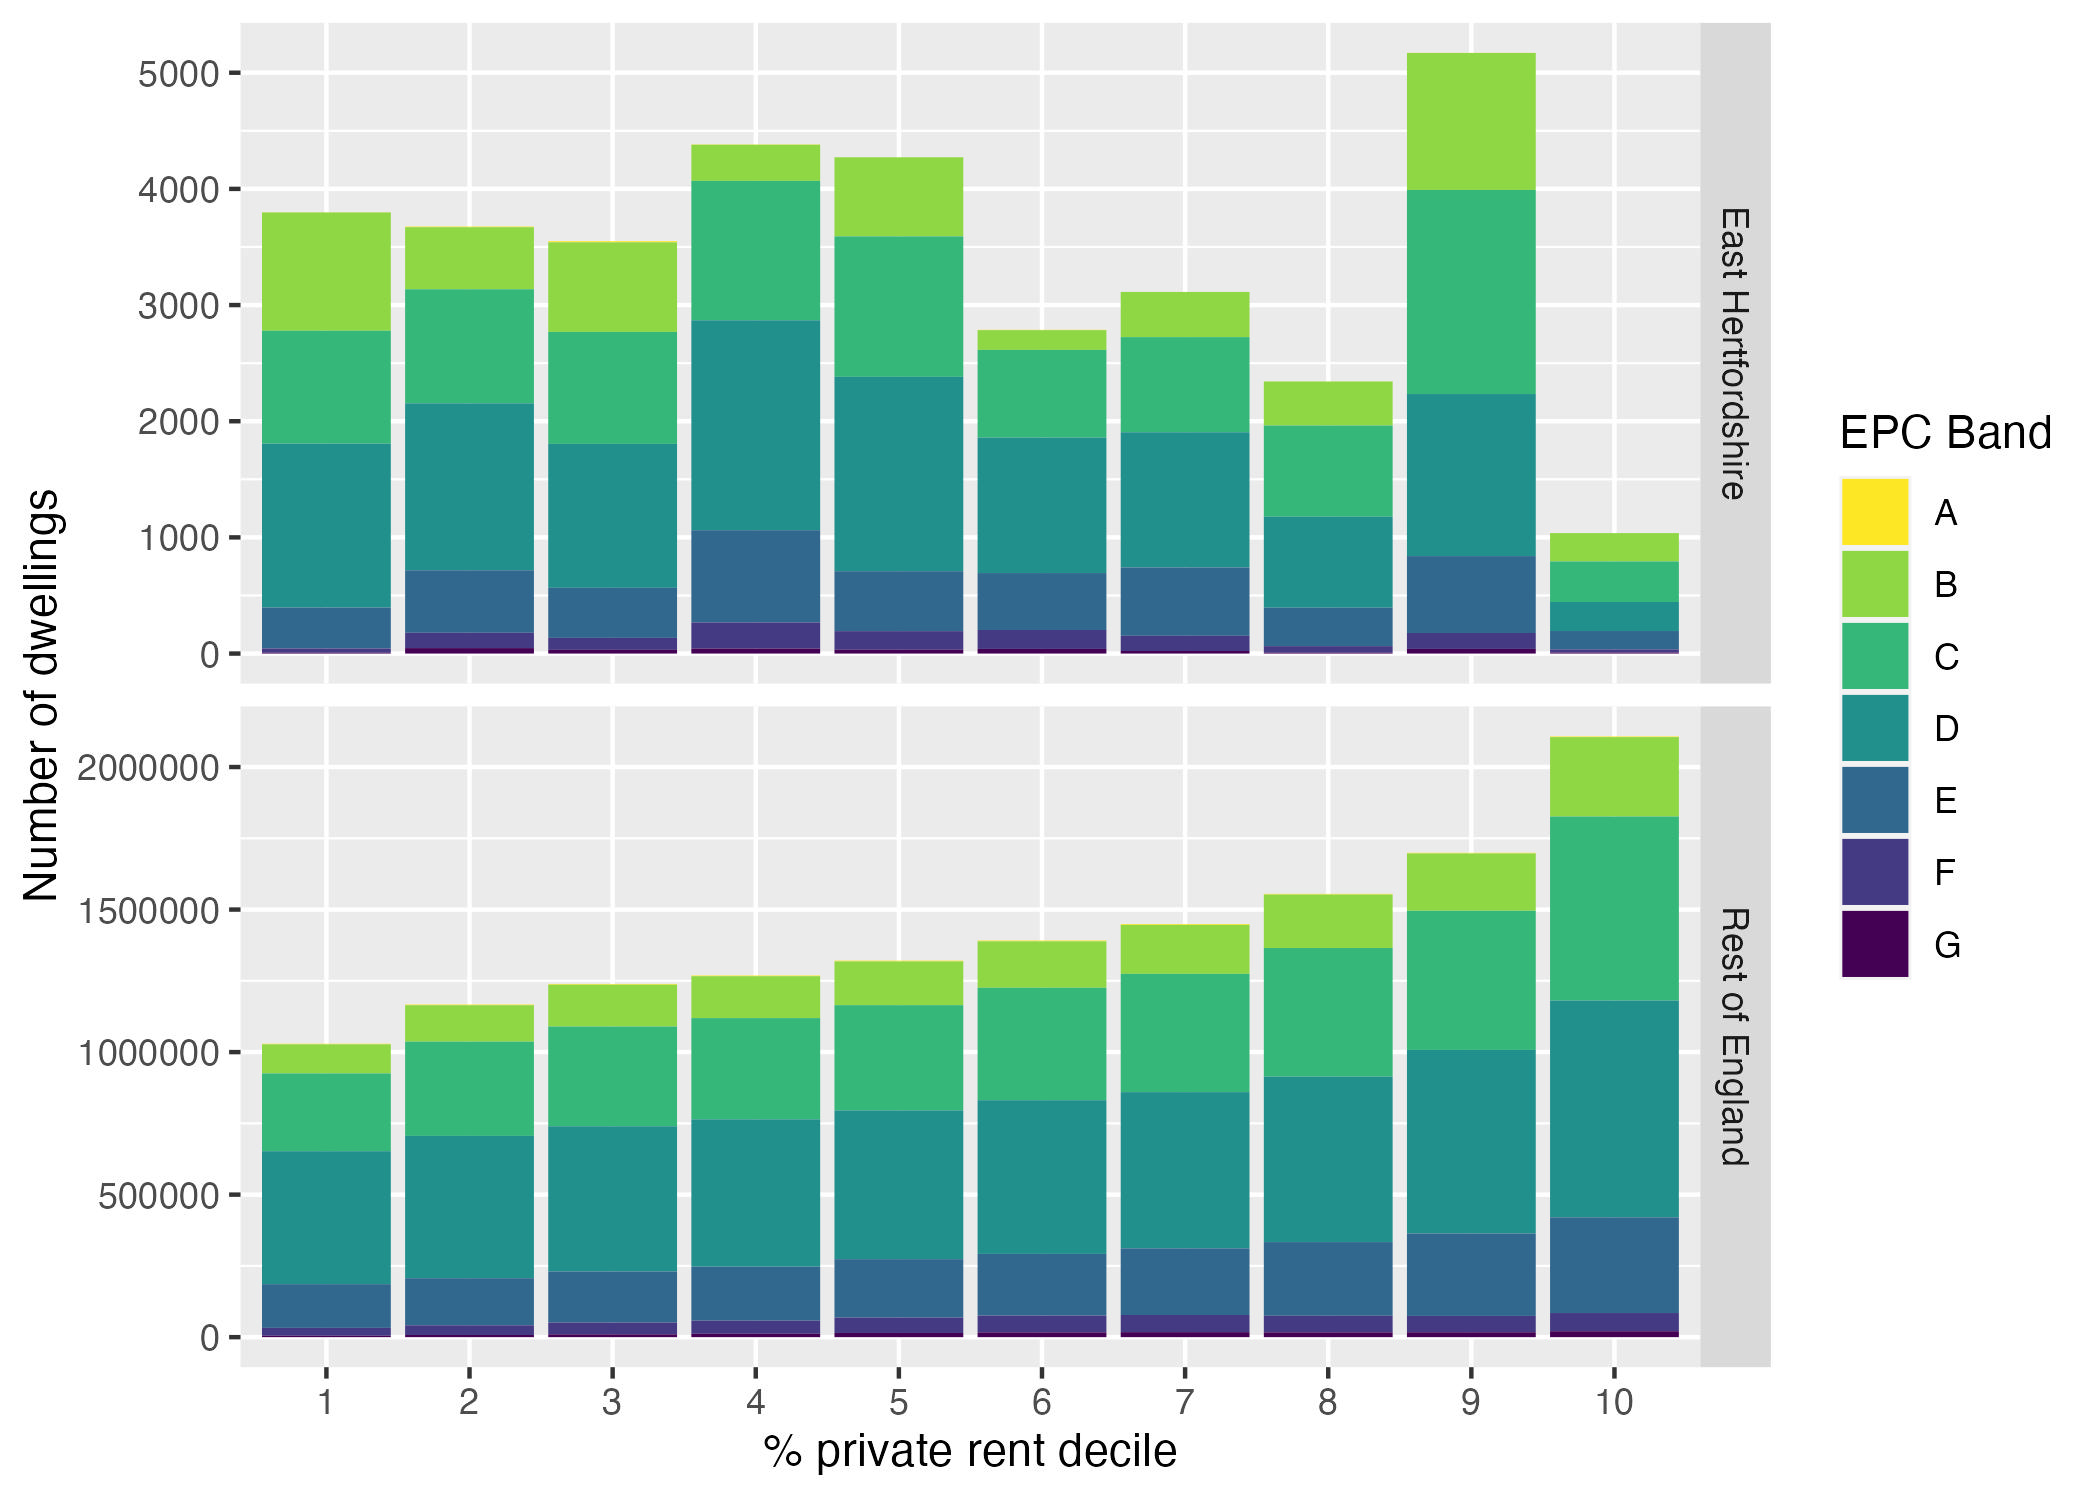 Number of dwellings
5000
4000
3000
2000
1000
0
East Hertfordshire
2000000
1500000
1000000
500000
0
Rest of England
1 2 3 4 5 6 7 8 9 10
% private rent decile
EPC Band
A
B
C
D
E
F
G